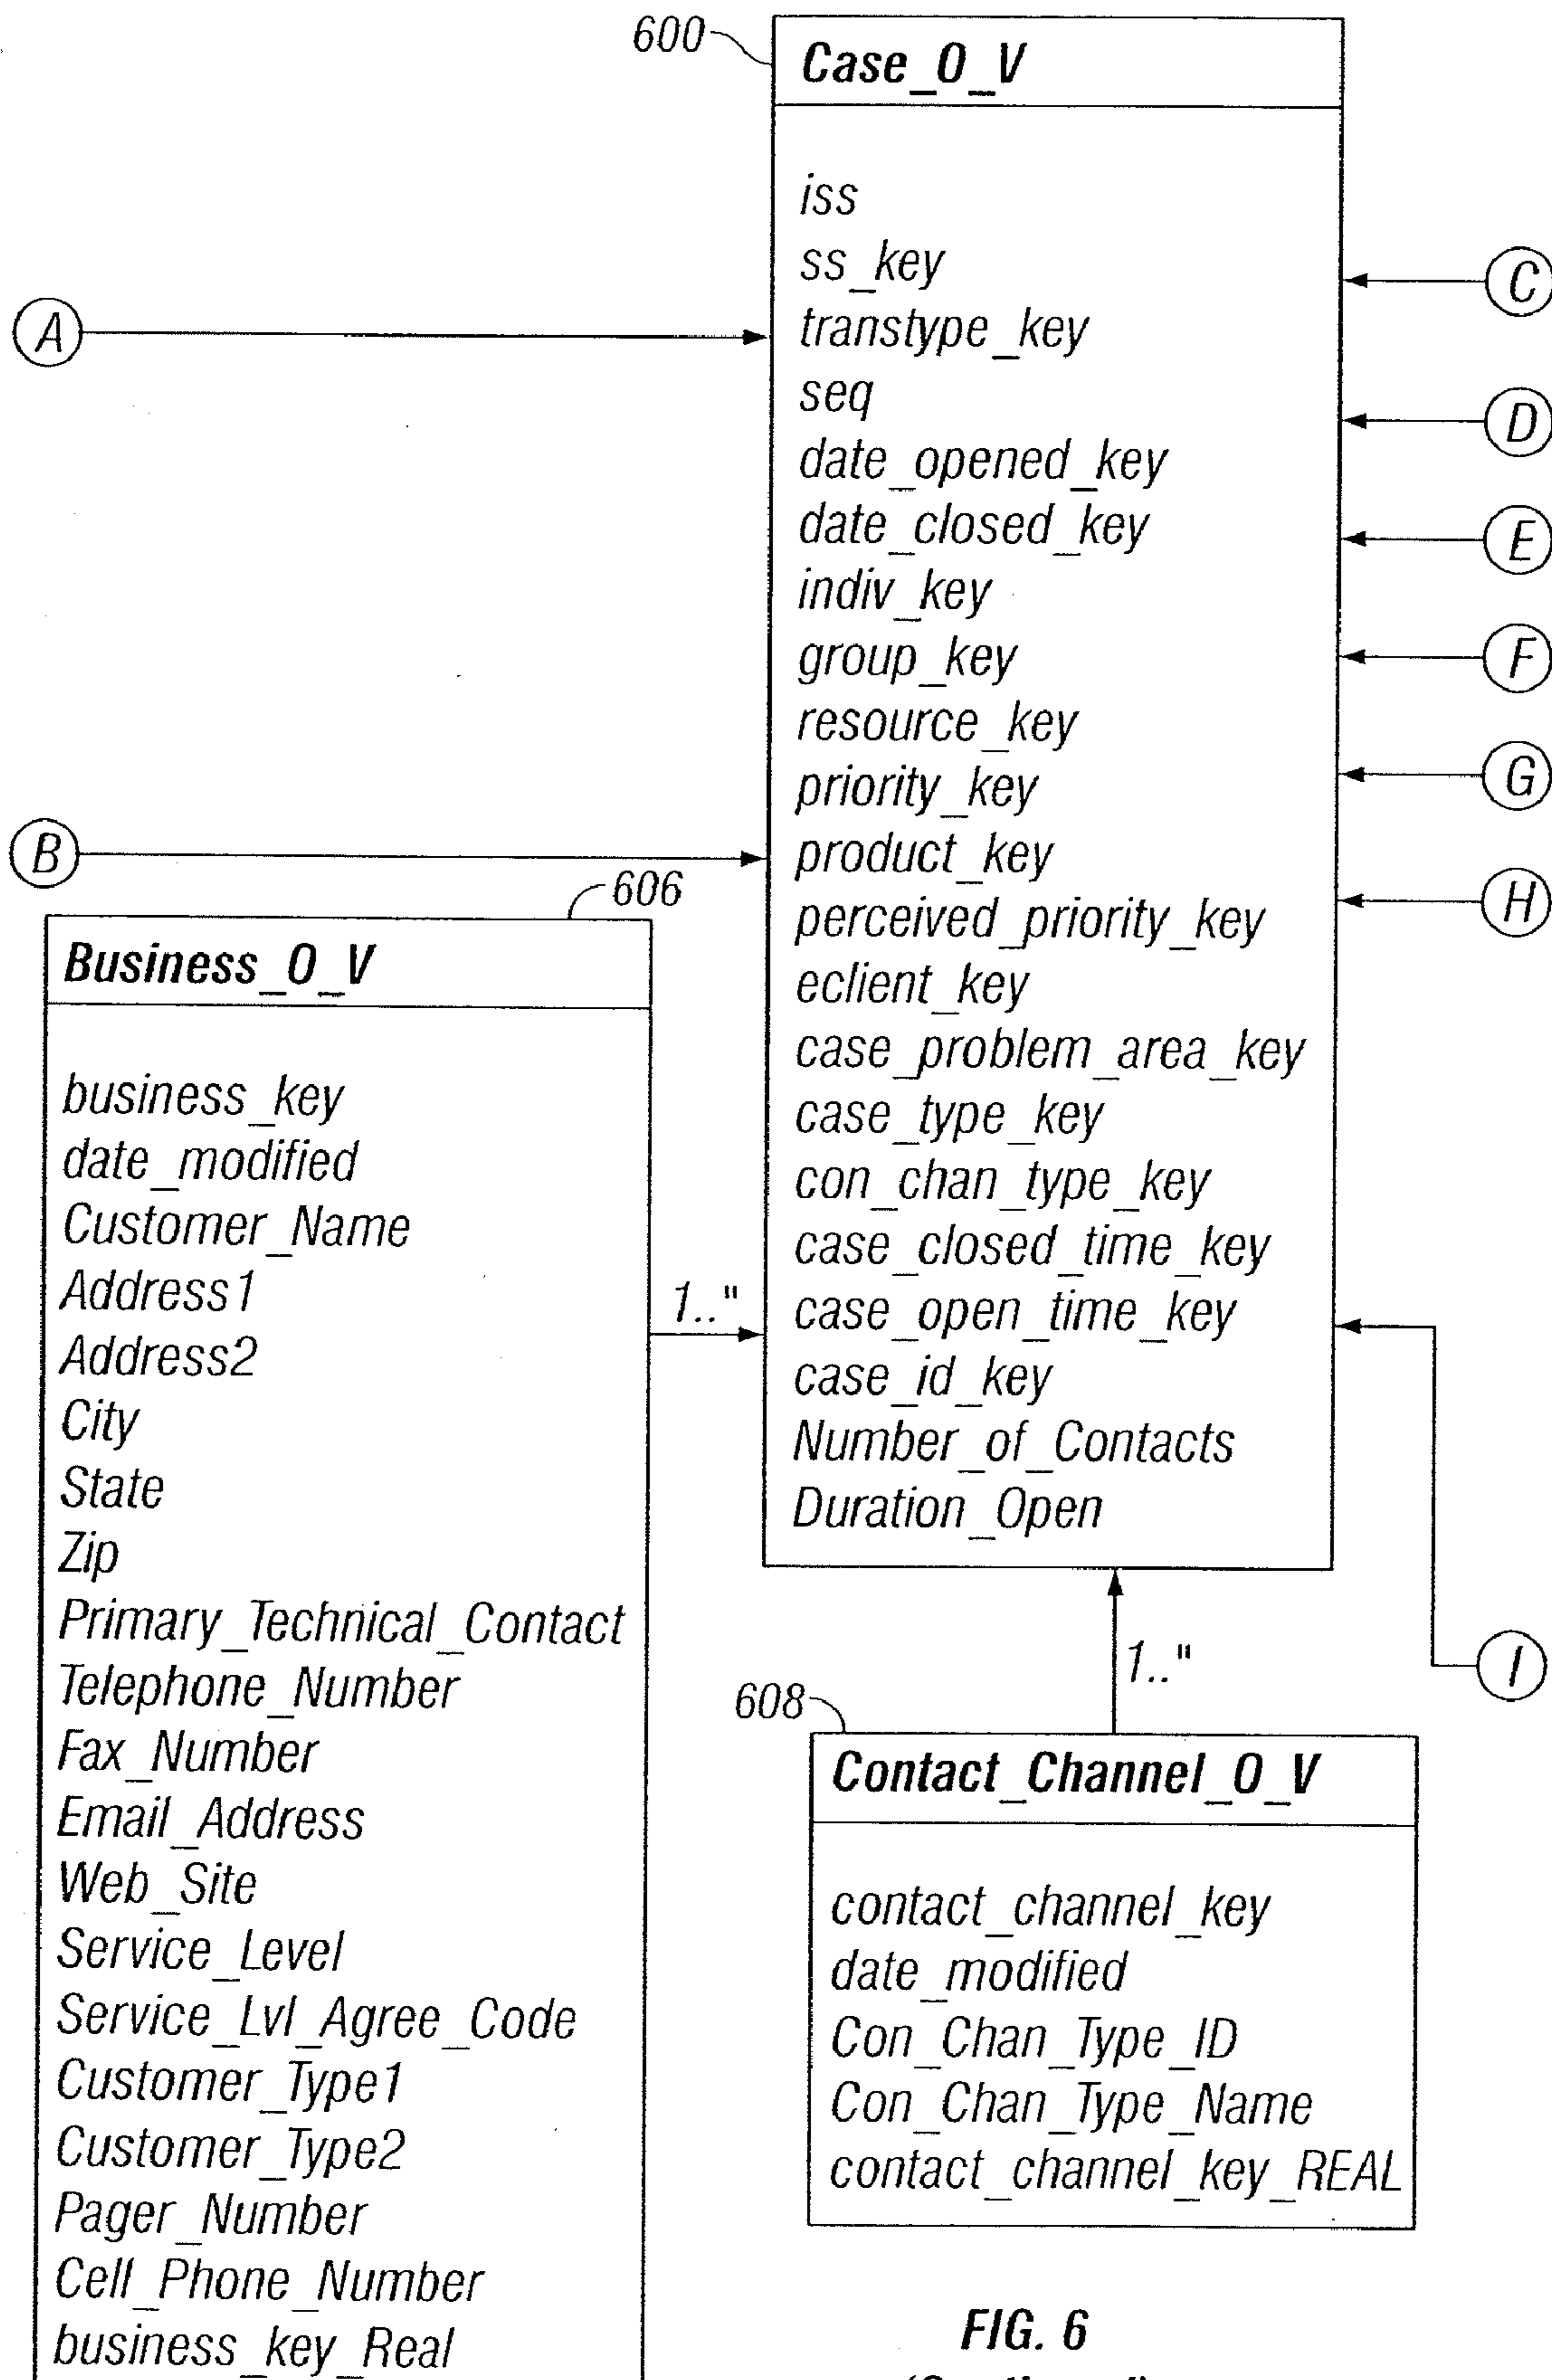 600
Case_O_V
iss
ss_key
transtype_key
seq
date_opened_key
date_closed_key
indiv_key
group_key
resource_key
priority_key
product_key
perceived_priority_key
eclient_key
case_problem_area_key
case_type_key
con_chan_type_key
case_closed_time_key
case_open_time_key
case_id_key
Number_of_Contacts
Duration_Open
A
B
C
D
E
F
G
H
I
606
Business_O_V
business_key
date_modified
Customer_Name
Address1
Address2
City
State
Zip
Primary_Technical_Contact
Telephone_Number
Fax_Number
Email_Address
Web_Site
Service_Level
Service_Lvl_Agree_Code
Customer_Type1
Customer_Type2
Pager_Number
Cell_Phone_Number
business_key_Real
1.."
1.."
608
Contact_Channel_O_V
contact_channel_key
date_modified
Con_Chan_Type_ID
Con_Chan_Type_Name
contact_channel_key_REAL
FIG. 6